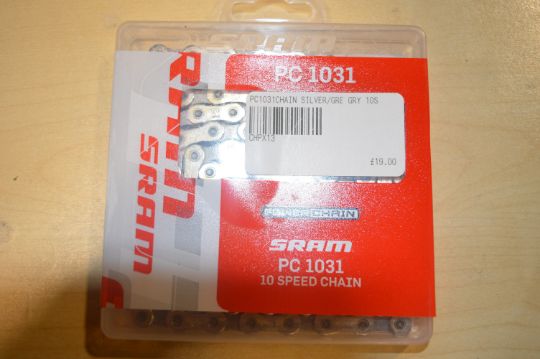 PC 1031
PC1031CHAIN SILVER/GRE GRY 10S
CHPX13
£19.00
POWERCHAIN
SRAM
PC 1031
10 SPEED CHAIN
SRAM